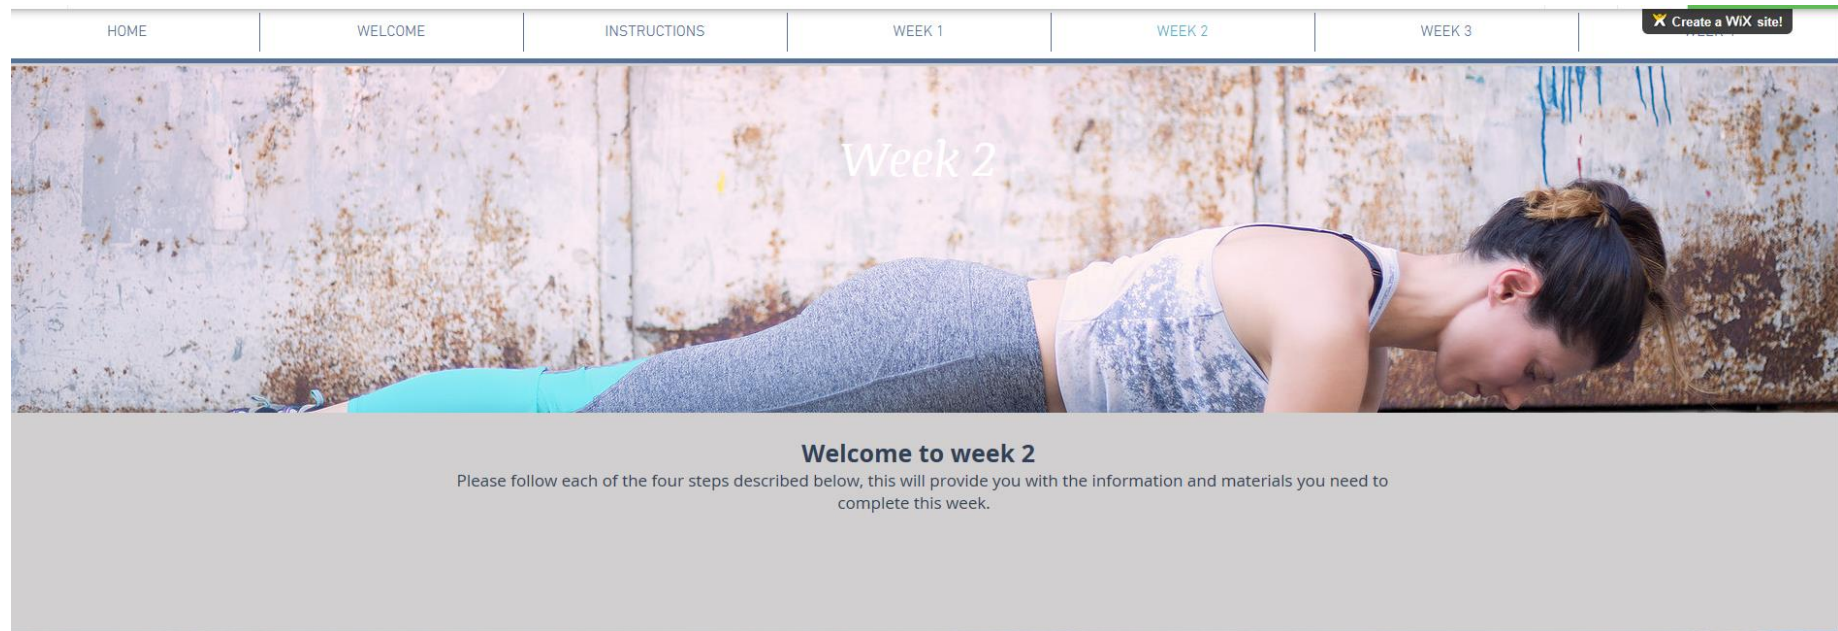 HOME WELCOME INSTRUCTIONS WEEK 1 WEEK 2 WEEK 3
Create a WiX site!
Week 2
Welcome to week 2
Please follow each of the four steps described below, this will provide you with the information and materials you need to
complete this week.